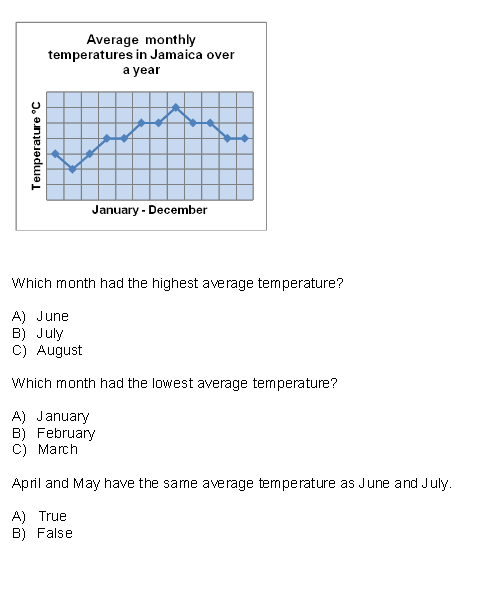 Average monthly
temperatures in Jamaica over
a year
Temperature °C
January - December
Which month had the highest average temperature?
A) June
B) July
C) August
Which month had the lowest average temperature?
A) January
B) February
C) March
April and May have the same average temperature as June and July.
A) True
B) False